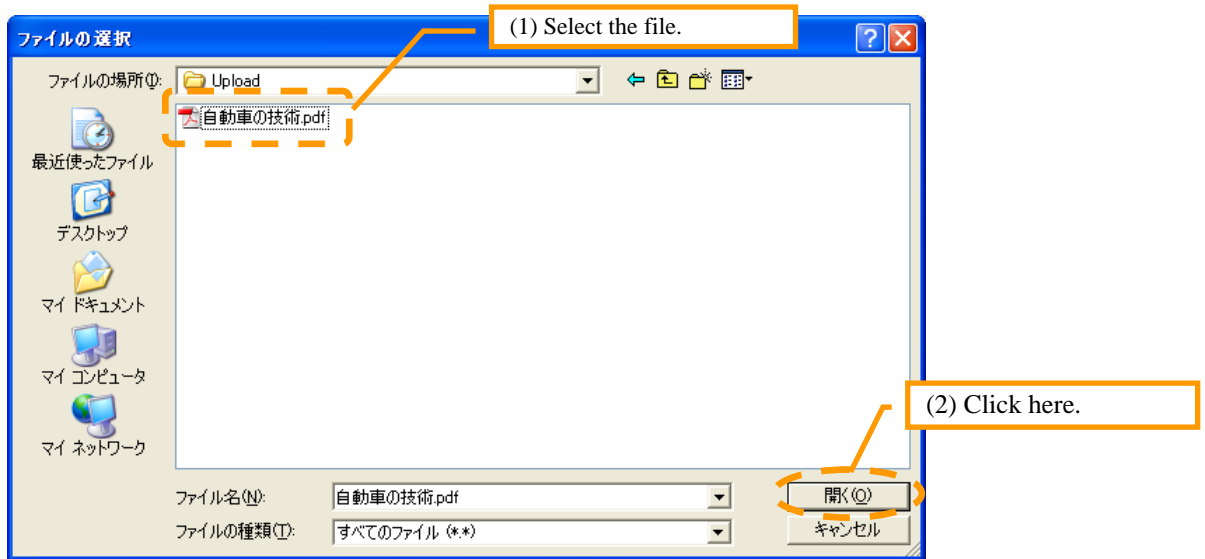 (1) Select the file.
ファイルの選択
ファイルの場所(I):
Upload
自動車の技術.pdf
最近使ったファイル
デスクトップ
マイ ドキュメント
マイ コンピュータ
マイ ネットワーク
(2) Click here.
ファイル名(N):
自動車の技術.pdf
開く(O)
ファイルの種類(T):
すべてのファイル (*.*)
キャンセル